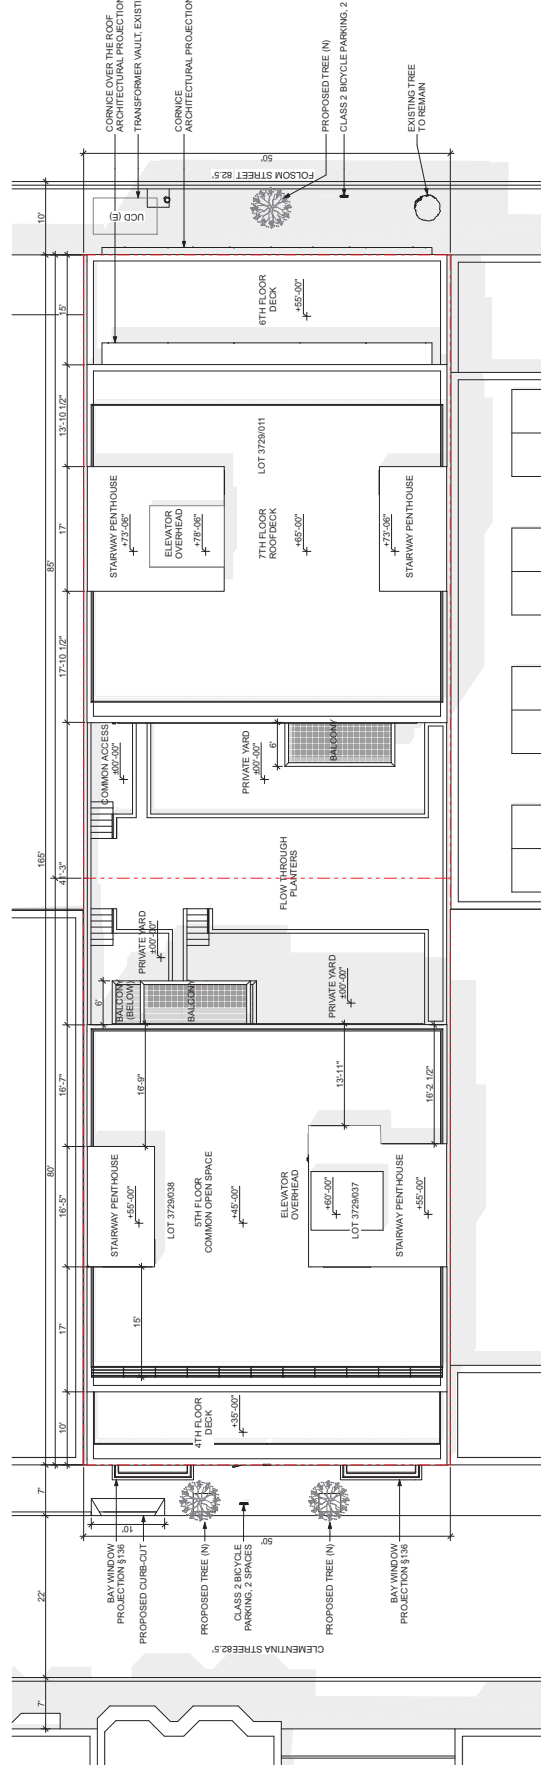 CORNICE OVER THE ROOF
ARCHITECTURAL PROJECTION
TRANSFORMER VAULT, EXISTI
CORNICE
ARCHITECTURAL PROJECTION
PROPOSED TREE (N)
CLASS 2 BICYCLE PARKING, 2
EXISTING TREE
TO REMAIN
50'
FOLSOM STREET 82.5'
UCD (E)
10'
15'
6TH FLOOR
DECK
+55'-00"
13'-10 1/2"
LOT 3729/011
17'
85'
STAIRWAY PENTHOUSE
+73'-06"
ELEVATOR
OVERHEAD
+78'-06"
7TH FLOOR
ROOFDECK
+65'-00"
+73'-06"
STAIRWAY PENTHOUSE
17'-10 1/2"
COMMON ACCESS
±00'-00"
PRIVATE YARD
±00'-00"
6'
BALCONY
165'
41'-3"
FLOW THROUGH
PLANTERS
PRIVATE YARD
±00'-00"
6'
BALCONY
(BELOW)
BALCONY
PRIVATE YARD
±00'-00"
16'-7"
16'-9"
13'-11"
16'-2 1/2"
80'
16'-5"
STAIRWAY PENTHOUSE
+55'-00"
LOT 3729/038
5TH FLOOR
COMMON OPEN SPACE
+45'-00"
ELEVATOR
OVERHEAD
+60'-00"
LOT 3729/037
STAIRWAY PENTHOUSE
+55'-00"
17'
15'
10'
4TH FLOOR
DECK
+35'-00"
7'
10'
50'
22'
BAY WINDOW
PROJECTION §136
PROPOSED CURB-CUT
PROPOSED TREE (N)
CLASS 2 BICYCLE
PARKING, 2 SPACES
PROPOSED TREE (N)
BAY WINDOW
PROJECTION §136
CLEMENTINA STREE82.5'
7'